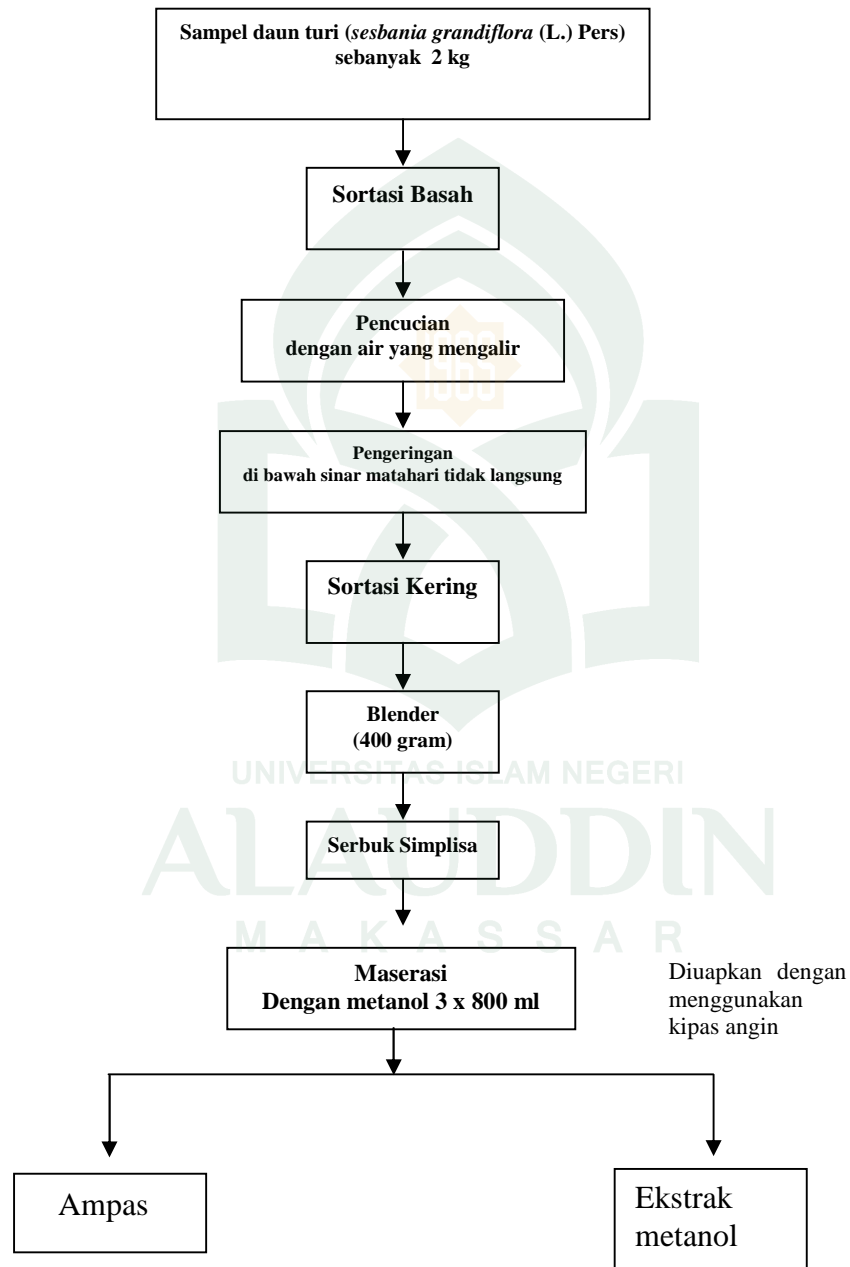 Sampel daun turi (sesbania grandiflora (L.) Pers)
sebanyak 2 kg
Sortasi Basah
Pencucian
dengan air yang mengalir
1965
Pengeringan
di bawah sinar matahari tidak langsung
Sortasi Kering
Blender
(400 gram)
UNIVERSITAS ISLAM NEGERI
Serbuk Simplisa
ALAUDDIN
MAKASSAR
Maserasi
Dengan metanol 3 x 800 ml
Diuapkan dengan
menggunakan
kipas angin
Ampas
Ekstrak
metanol